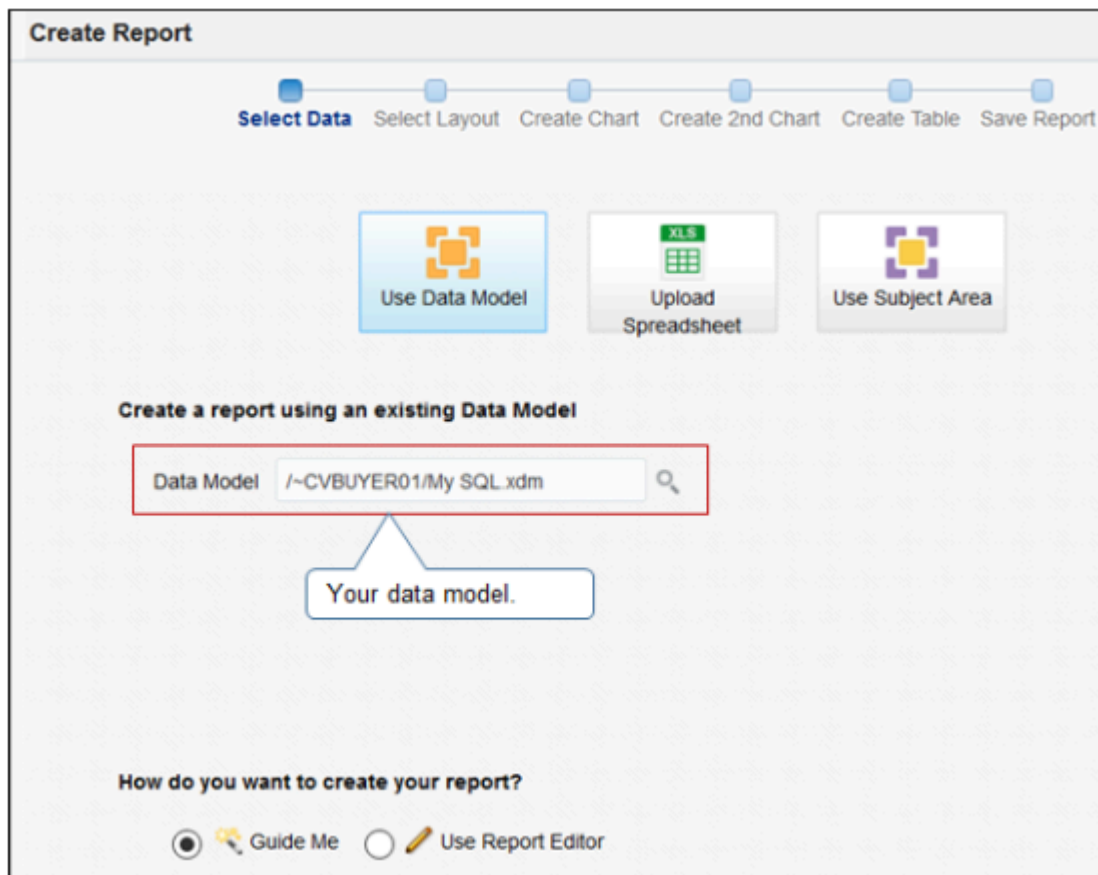 Create Report
Select Data Select Layout Create Chart Create 2nd Chart Create Table Save Report
XLS
Use Data Model
Upload
Spreadsheet
Use Subject Area
Create a report using an existing Data Model
Data Model /~CVBUYER01/My SQL.xdm
Your data model.
How do you want to create your report?
Guide Me Use Report Editor